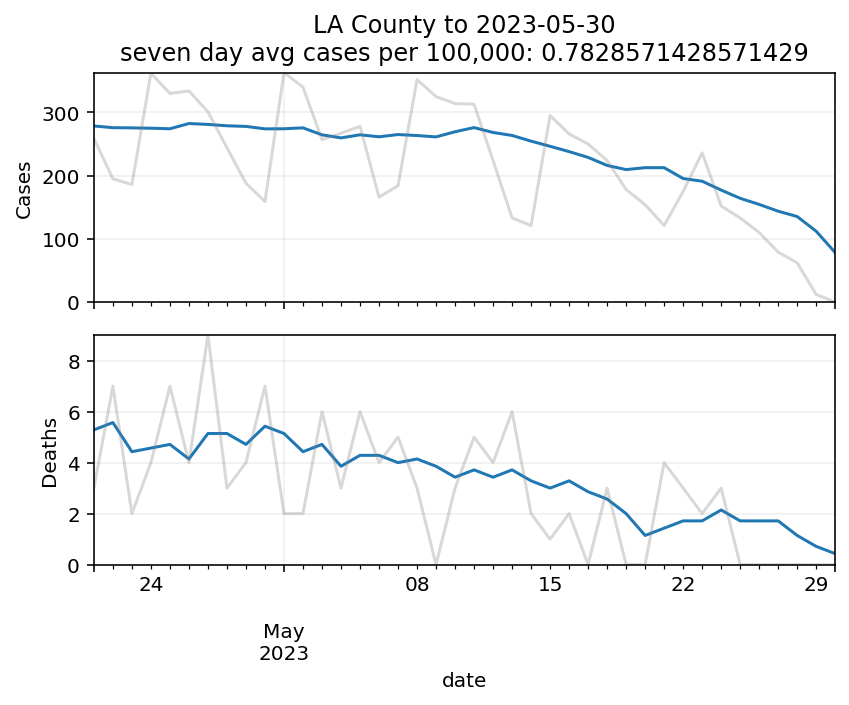 LA County to 2023-05-30
seven day avg cases per 100,000: 0.7828571428571429
300
200
100
0
Cases
8
6
4
2
0
Deaths
24
08
15
22
29
May
2023
date